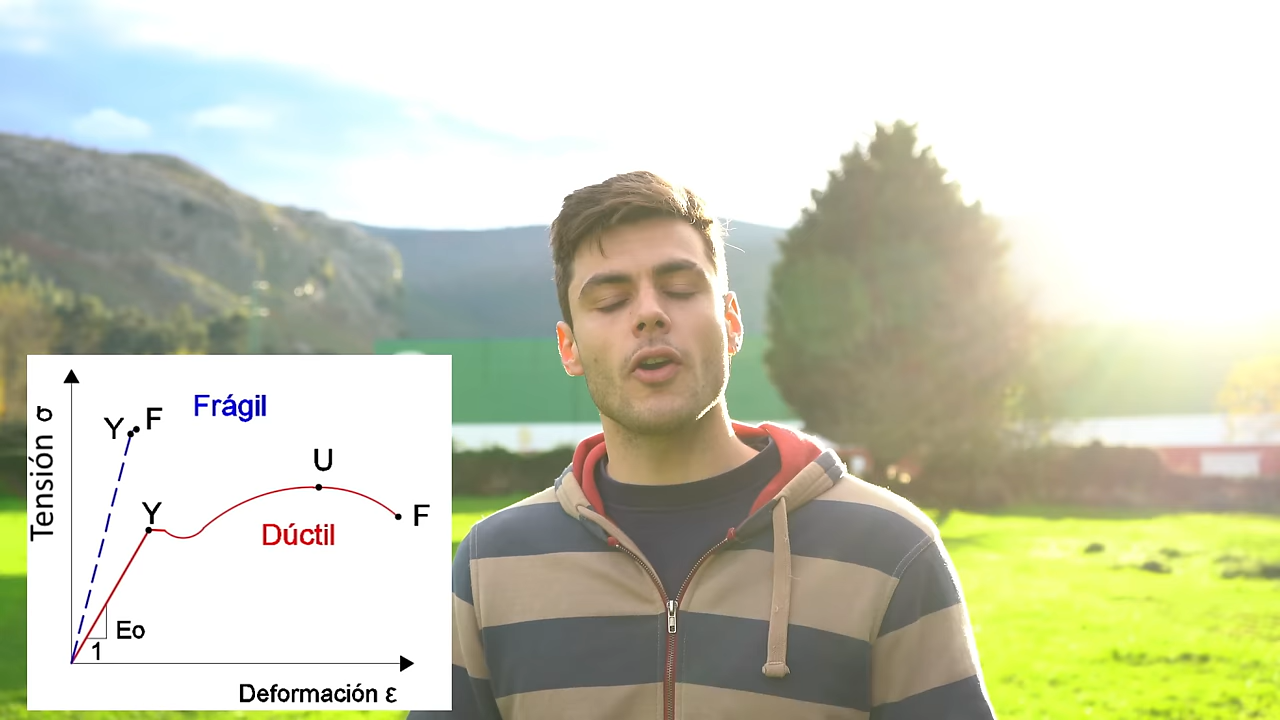 Tensión σ
Y F Frágil
U
Y
Dúctil F
Eo
1
Deformación ε